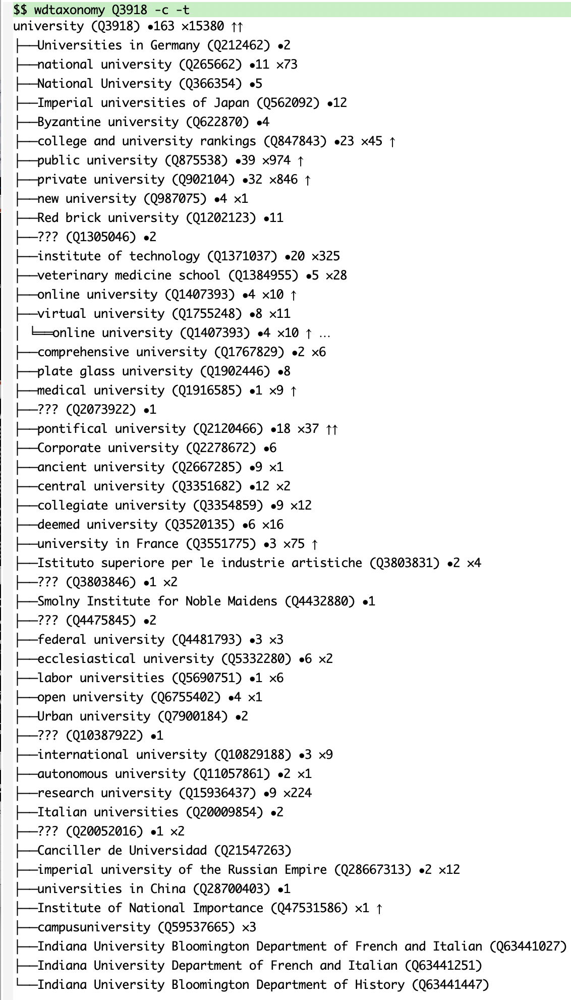 $$ wdtaxonomy Q3918 -c -t
university (Q3918) •163 ×15380 ↑↑
├──Universities in Germany (Q212462) •2
├──national university (Q265662) •11 ×73
├──National University (Q366354) •5
├──Imperial universities of Japan (Q562092) •12
├──Byzantine university (Q622870) •4
├──college and university rankings (Q847843) •23 ×45 ↑
├──public university (Q875538) •39 ×974 ↑
├──private university (Q902104) •32 ×846 ↑
├──new university (Q987075) •4 ×1
├──Red brick university (Q1202123) •11
├──??? (Q1305046) •2
├──institute of technology (Q1371037) •20 ×325
├──veterinary medicine school (Q1384955) •5 ×28
├──online university (Q1407393) •4 ×10 ↑
├──virtual university (Q1755248) •8 ×11
│ ╘══online university (Q1407393) •4 ×10 ↑ …
├──comprehensive university (Q1767829) •2 ×6
├──plate glass university (Q1902446) •8
├──medical university (Q1916585) •1 ×9 ↑
├──??? (Q2073922) •1
├──pontifical university (Q2120466) •18 ×37 ↑↑
├──Corporate university (Q2278672) •6
├──ancient university (Q2667285) •9 ×1
├──central university (Q3351682) •12 ×2
├──collegiate university (Q3354859) •9 ×12
├──deemed university (Q3520135) •6 ×16
├──university in France (Q3551775) •3 ×75 ↑
├──Istituto superiore per le industrie artistiche (Q3803831) •2 ×4
├──??? (Q3803846) •1 ×2
├──Smolny Institute for Noble Maidens (Q4432880) •1
├──??? (Q4475845) •2
├──federal university (Q4481793) •3 ×3
├──ecclesiastical university (Q5332280) •6 ×2
├──labor universities (Q5690751) •1 ×6
├──open university (Q6755402) •4 ×1
├──Urban university (Q7900184) •2
├──??? (Q10387922) •1
├──international university (Q10829188) •3 ×9
├──autonomous university (Q11057861) •2 ×1
├──research university (Q15936437) •9 ×224
├──Italian universities (Q20009854) •2
├──??? (Q20052016) •1 ×2
├──Canciller de Universidad (Q21547263)
├──imperial university of the Russian Empire (Q28667313) •2 ×12
├──universities in China (Q28700403) •1
├──Institute of National Importance (Q47531586) ×1 ↑
├──campusuniversity (Q59537665) ×3
├──Indiana University Bloomington Department of French and Italian (Q63441027)
├──Indiana University Department of French and Italian (Q63441251)
└──Indiana University Bloomington Department of History (Q63441447)